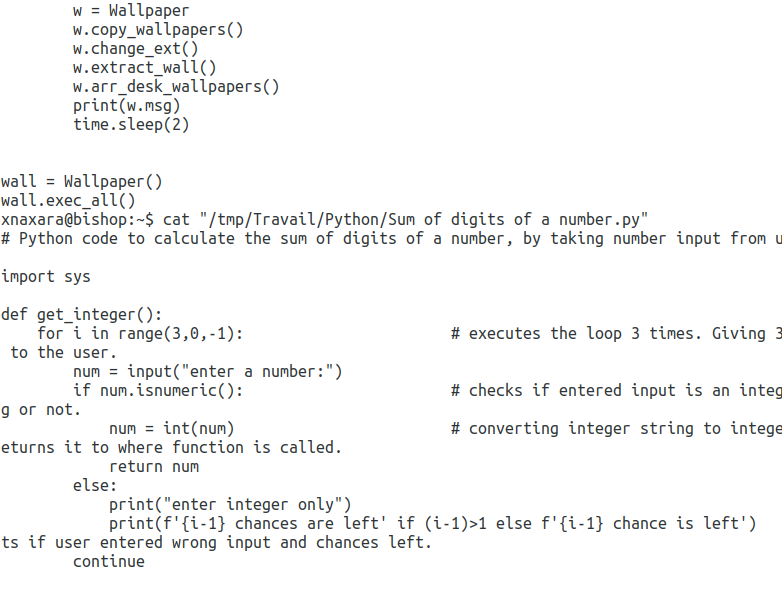 w = Wallpaper
        w.copy_wallpapers()
        w.change_ext()
        w.extract_wall()
        w.arr_desk_wallpapers()
        print(w.msg)
        time.sleep(2)
wall = Wallpaper()
wall.exec_all()
xnaxara@bishop:~$ cat "/tmp/Travail/Python/Sum of digits of a number.py"
# Python code to calculate the sum of digits of a number, by taking number input from u
import sys
def get_integer():
    for i in range(3,0,-1):                       # executes the loop 3 times. Giving 3
 to the user.
        num = input("enter a number:")
        if num.isnumeric():                       # checks if entered input is an integ
g or not.
            num = int(num)                        # converting integer string to intege
eturns it to where function is called.
            return num
        else:
            print("enter integer only")
            print(f'{i-1} chances are left' if (i-1)>1 else f'{i-1} chance is left')
ts if user entered wrong input and chances left.
        continue